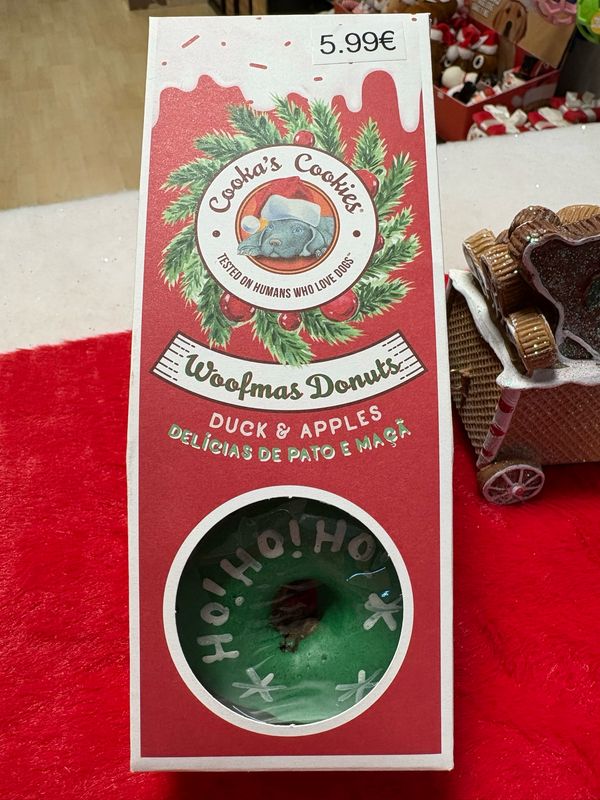 5.99€
Cooka's Cookies®
TESTED ON HUMANS WHO LOVE DOGS™
Woofmas Donuts
DUCK & APPLES
DELÍCIAS DE PATO E MAÇÃ
HO!HO!HO